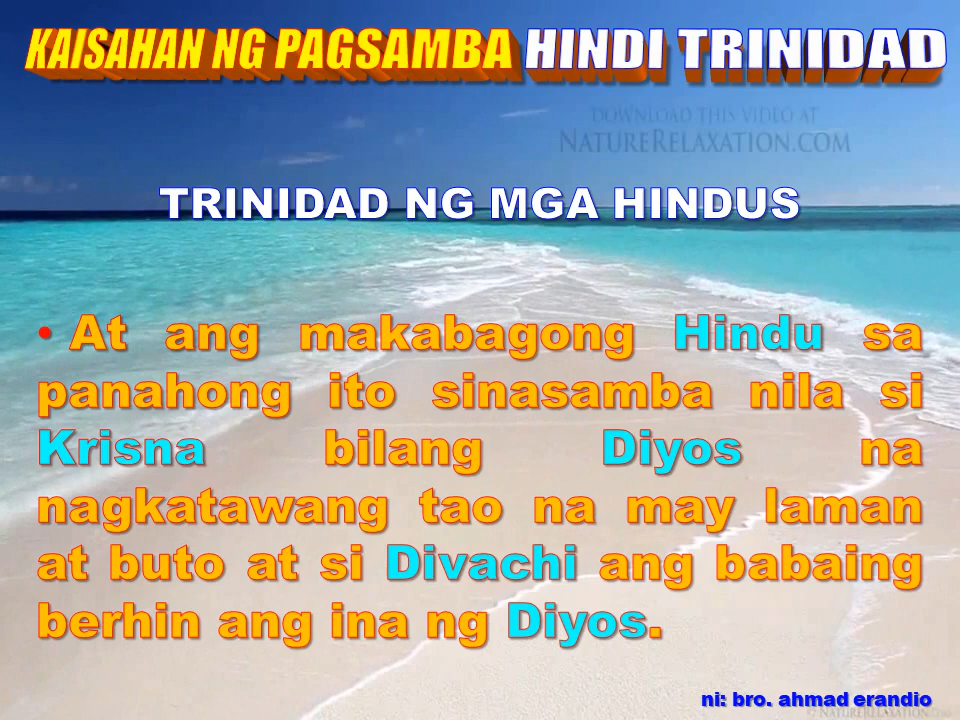 KAISAHAN NG PAGSAMBA HINDI TRINIDAD
DOWNLOAD THIS VIDEO AT
NATURERELAXATION.COM
TRINIDAD NG MGA HINDUS
• At ang makabagong Hindu sa
panahong ito sinasamba nila si
Krisna bilang Diyos na
nagkatawang tao na may laman
at buto at si Divachi ang babaing
berhin ang ina ng Diyos.
ni: bro. ahmad erandio
© NATURERELAXATION.COM